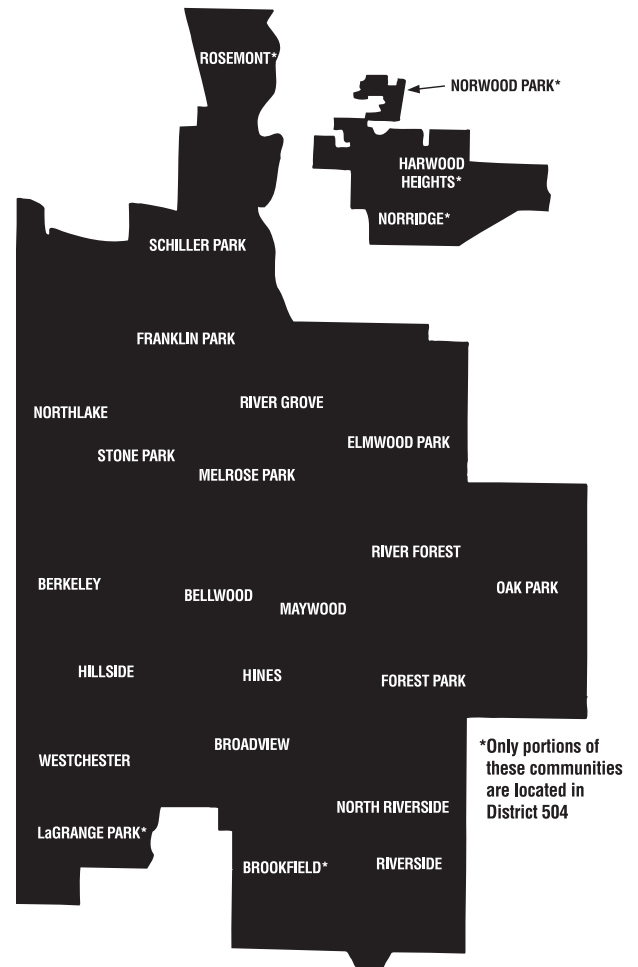 ROSEMONT*
NORWOOD PARK*
HARWOOD
HEIGHTS*
NORRIDGE*
SCHILLER PARK
FRANKLIN PARK
RIVER GROVE
NORTHLAKE
ELMWOOD PARK
STONE PARK
MELROSE PARK
RIVER FOREST
BERKELEY
OAK PARK
BELLWOOD
MAYWOOD
HILLSIDE
HINES
FOREST PARK
BROADVIEW
WESTCHESTER
*Only portions of
these communities
are located in
District 504
NORTH RIVERSIDE
LaGRANGE PARK*
BROOKFIELD*
RIVERSIDE